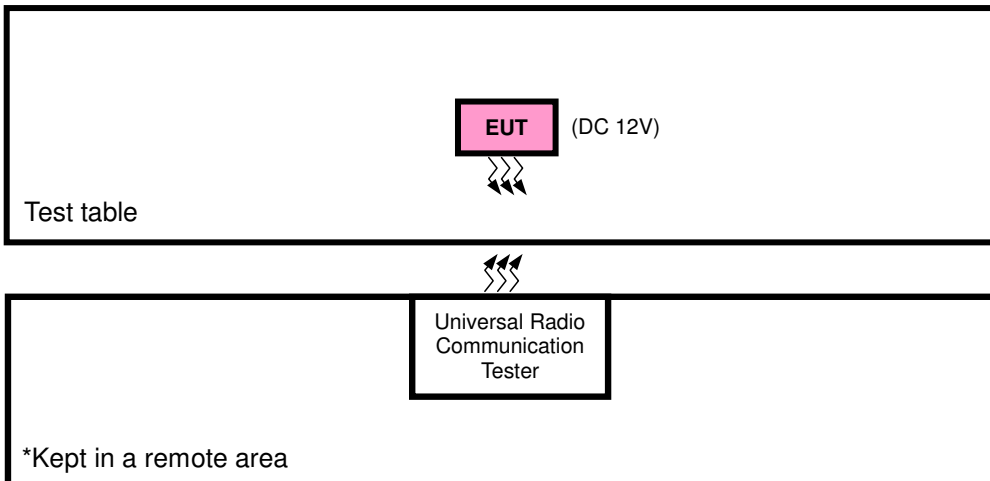 EUT (DC 12V)
Test table
Universal Radio
Communication
Tester
*Kept in a remote area